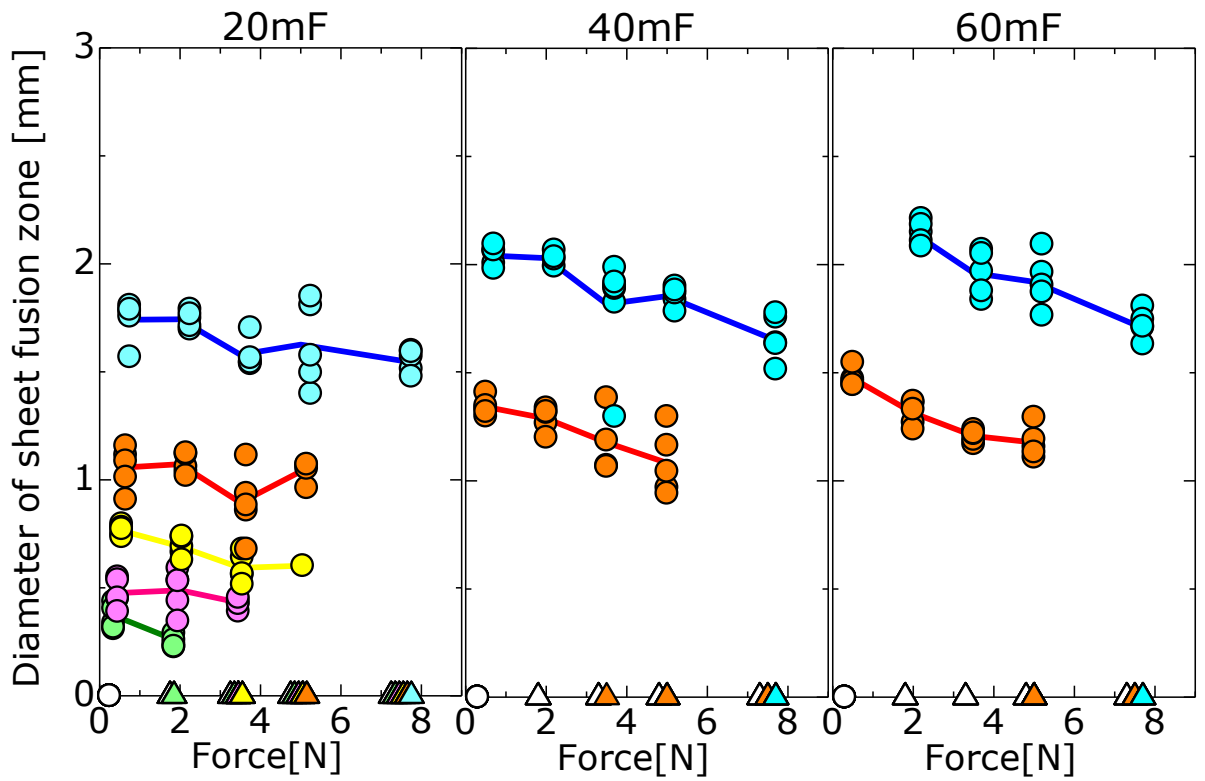 20mF 40mF 60mF
Diameter of sheet fusion zone [mm]
3
2
1
0
0 2 4 6 8 0 2 4 6 8 0 2 4 6 8
Force[N] Force[N] Force[N]